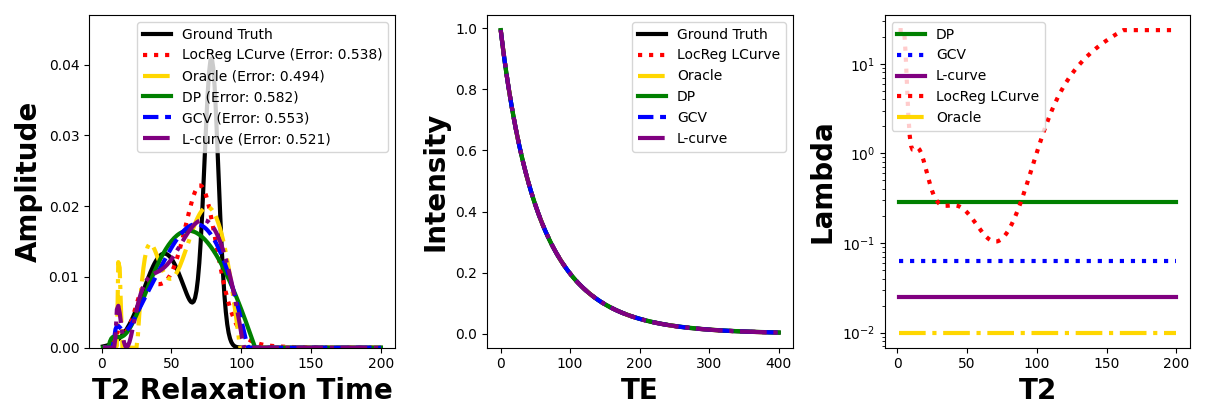 Amplitude
0.00
0.01
0.02
0.03
0.04
Ground Truth
LocReg LCurve (Error: 0.538)
Oracle (Error: 0.494)
DP (Error: 0.582)
GCV (Error: 0.553)
L-curve (Error: 0.521)
0 50 100 150 200
T2 Relaxation Time
Intensity
1.0
0.8
0.6
0.4
0.2
0.0
Ground Truth
LocReg LCurve
Oracle
DP
GCV
L-curve
0 100 200 300 400
TE
Lambda
10¹
10⁰
10⁻¹
10⁻²
DP
GCV
L-curve
LocReg LCurve
Oracle
0 50 100 150 200
T2